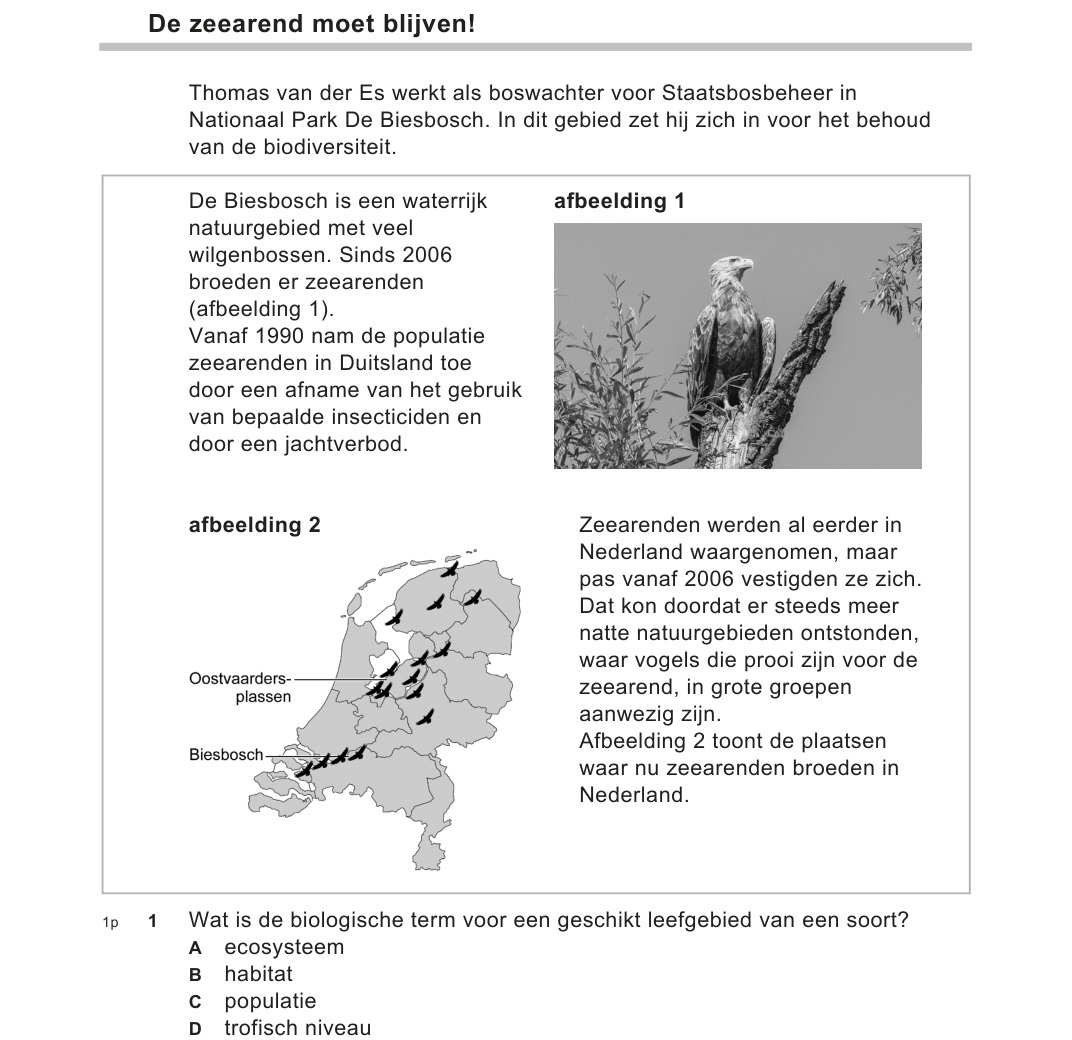 De zeearend moet blijven!
Thomas van der Es werkt als boswachter voor Staatsbosbeheer in
Nationaal Park De Biesbosch. In dit gebied zet hij zich in voor het behoud
van de biodiversiteit.
De Biesbosch is een waterrijk
natuurgebied met veel
wilgenbossen. Sinds 2006
broeden er zeearenden
(afbeelding 1).
Vanaf 1990 nam de populatie
zeearenden in Duitsland toe
door een afname van het gebruik
van bepaalde insecticiden en
door een jachtverbod.
afbeelding 1
afbeelding 2
Oostvaarders-
plassen
Biesbosch
Zeearenden werden al eerder in
Nederland waargenomen, maar
pas vanaf 2006 vestigden ze zich.
Dat kon doordat er steeds meer
natte natuurgebieden ontstonden,
waar vogels die prooi zijn voor de
zeearend, in grote groepen
aanwezig zijn.
Afbeelding 2 toont de plaatsen
waar nu zeearenden broeden in
Nederland.
1p 1 Wat is de biologische term voor een geschikt leefgebied van een soort?
A ecosysteem
B habitat
C populatie
D trofisch niveau